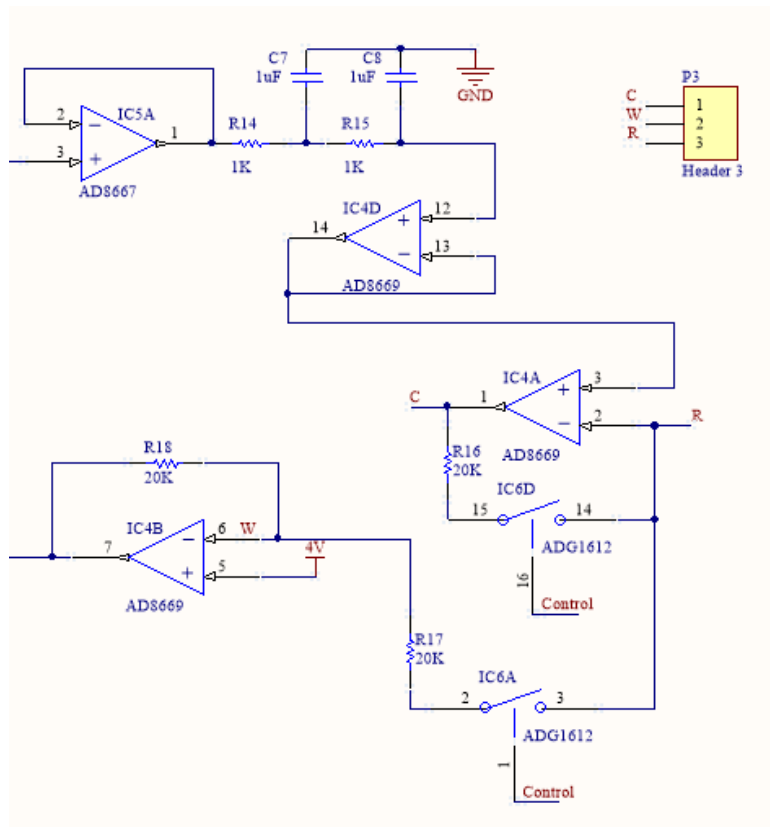 C7
1uF
C8
1uF
GND
P3
C
1
W
2
R
3
Header 3
IC5A
2
−
1
3
+
AD8667
R14
1K
R15
1K
IC4D
14
+
12
−
13
AD8669
IC4A
C
1
+
3
−
2
R
AD8669
R16
20K
IC6D
15
14
ADG1612
16
Control
R18
20K
IC4B
7
−
6
W
+
5
4V
AD8669
R17
20K
IC6A
2
3
ADG1612
1
Control